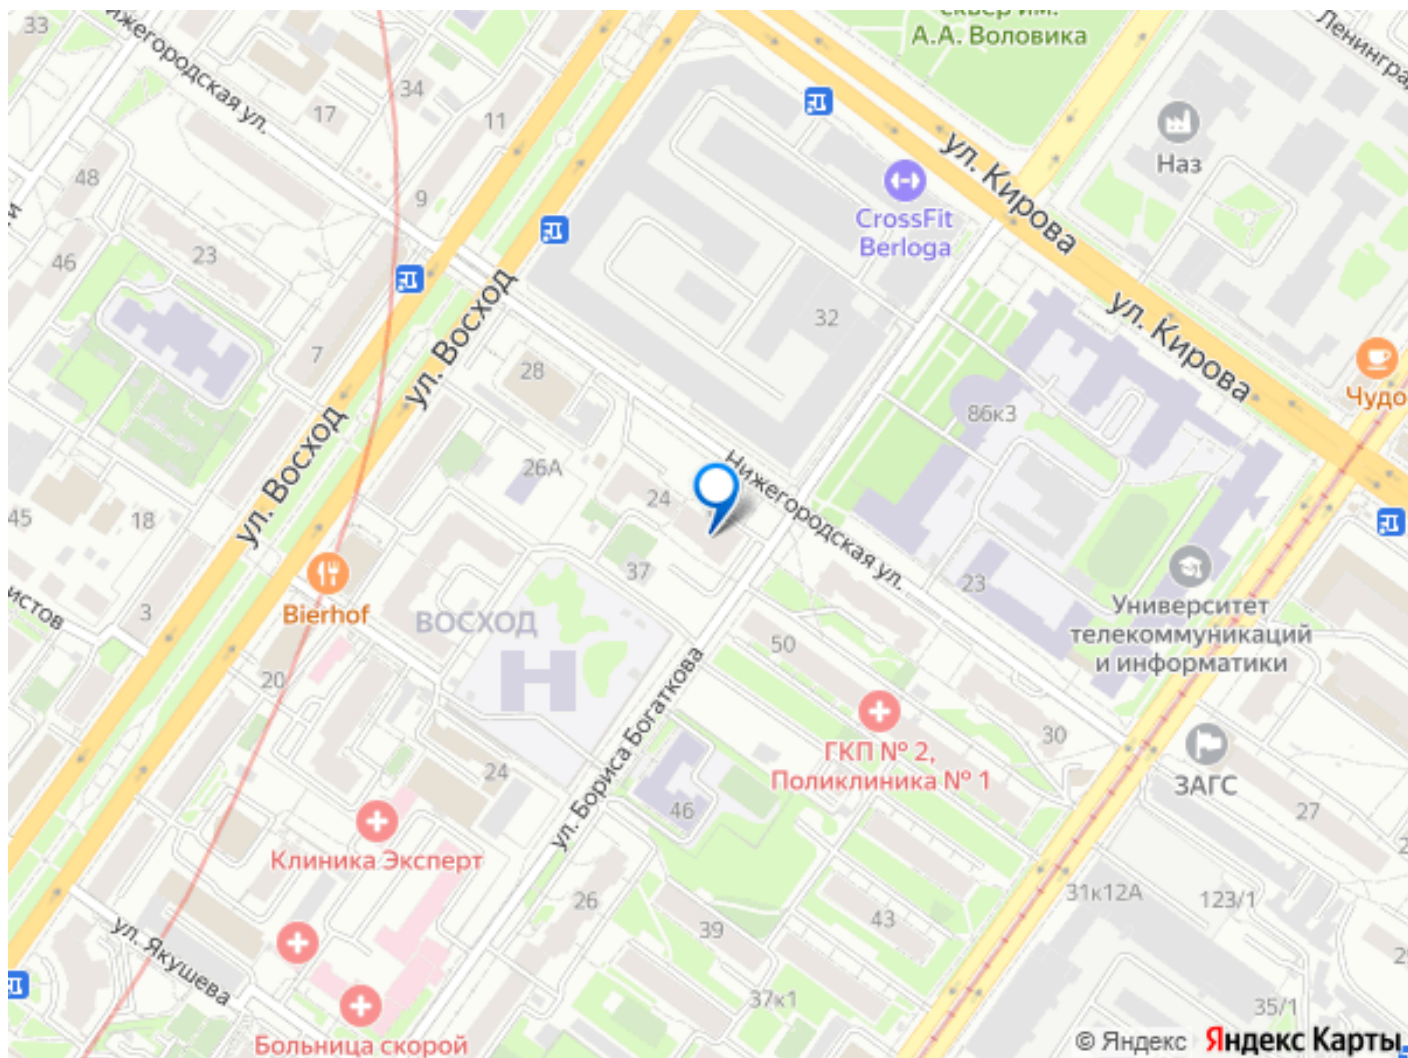 сквер им.
А.А. Воловика
33
Нижегородская ул.
34
17
11
48
9
23
46
7
ул. Восход
ул. Восход
45
18
3
20
Bierhof
28
26А
24
37
ВОСХОД
24
32
CrossFit
Berloga
ул. Кирова
ул. Кирова
Наз
Чудо
86к3
Нижегородская ул.
23
Университет
телекоммуникаций
и информатики
50
ГКП № 2,
Поликлиника № 1
30
ЗАГС
27
ул. Бориса Богаткова
46
Клиника Эксперт
26
39
43
31к12А
123/1
37к1
35/1
ул. Якушева
Больница скорой
© Яндекс Яндекс Карты